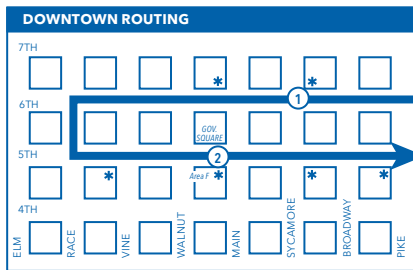 DOWNTOWN ROUTING
7TH
*
*
1
6TH
GOV.
SQUARE
5TH
2
*
Area F *
*
*
4TH
ELM
RACE
VINE
WALNUT
MAIN
SYCAMORE
BROADWAY
PIKE